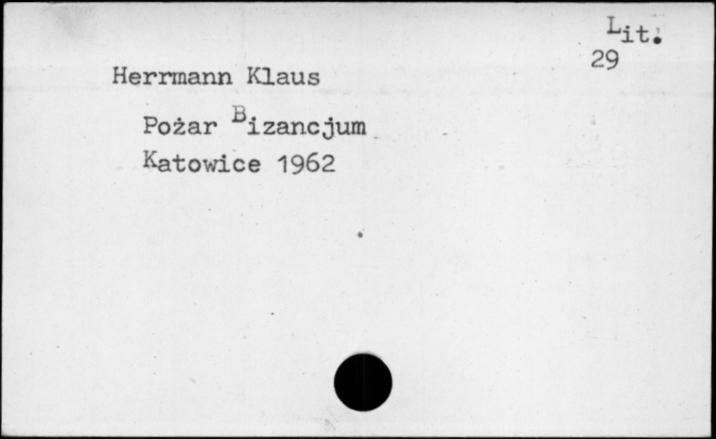 Lit.
29
Herrmann Klaus
Pożar Bizancjum
Katowice 1962